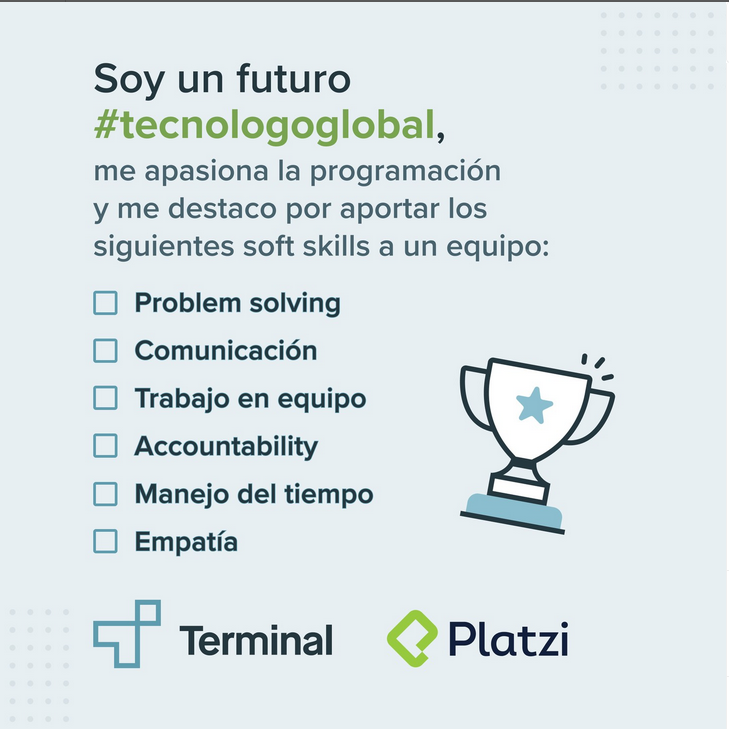 Soy un futuro
#tecnologoglobal,
me apasiona la programación
y me destaco por aportar los
siguientes soft skills a un equipo:
Problem solving
Comunicación
Trabajo en equipo
Accountability
Manejo del tiempo
Empatía
Terminal
Platzi